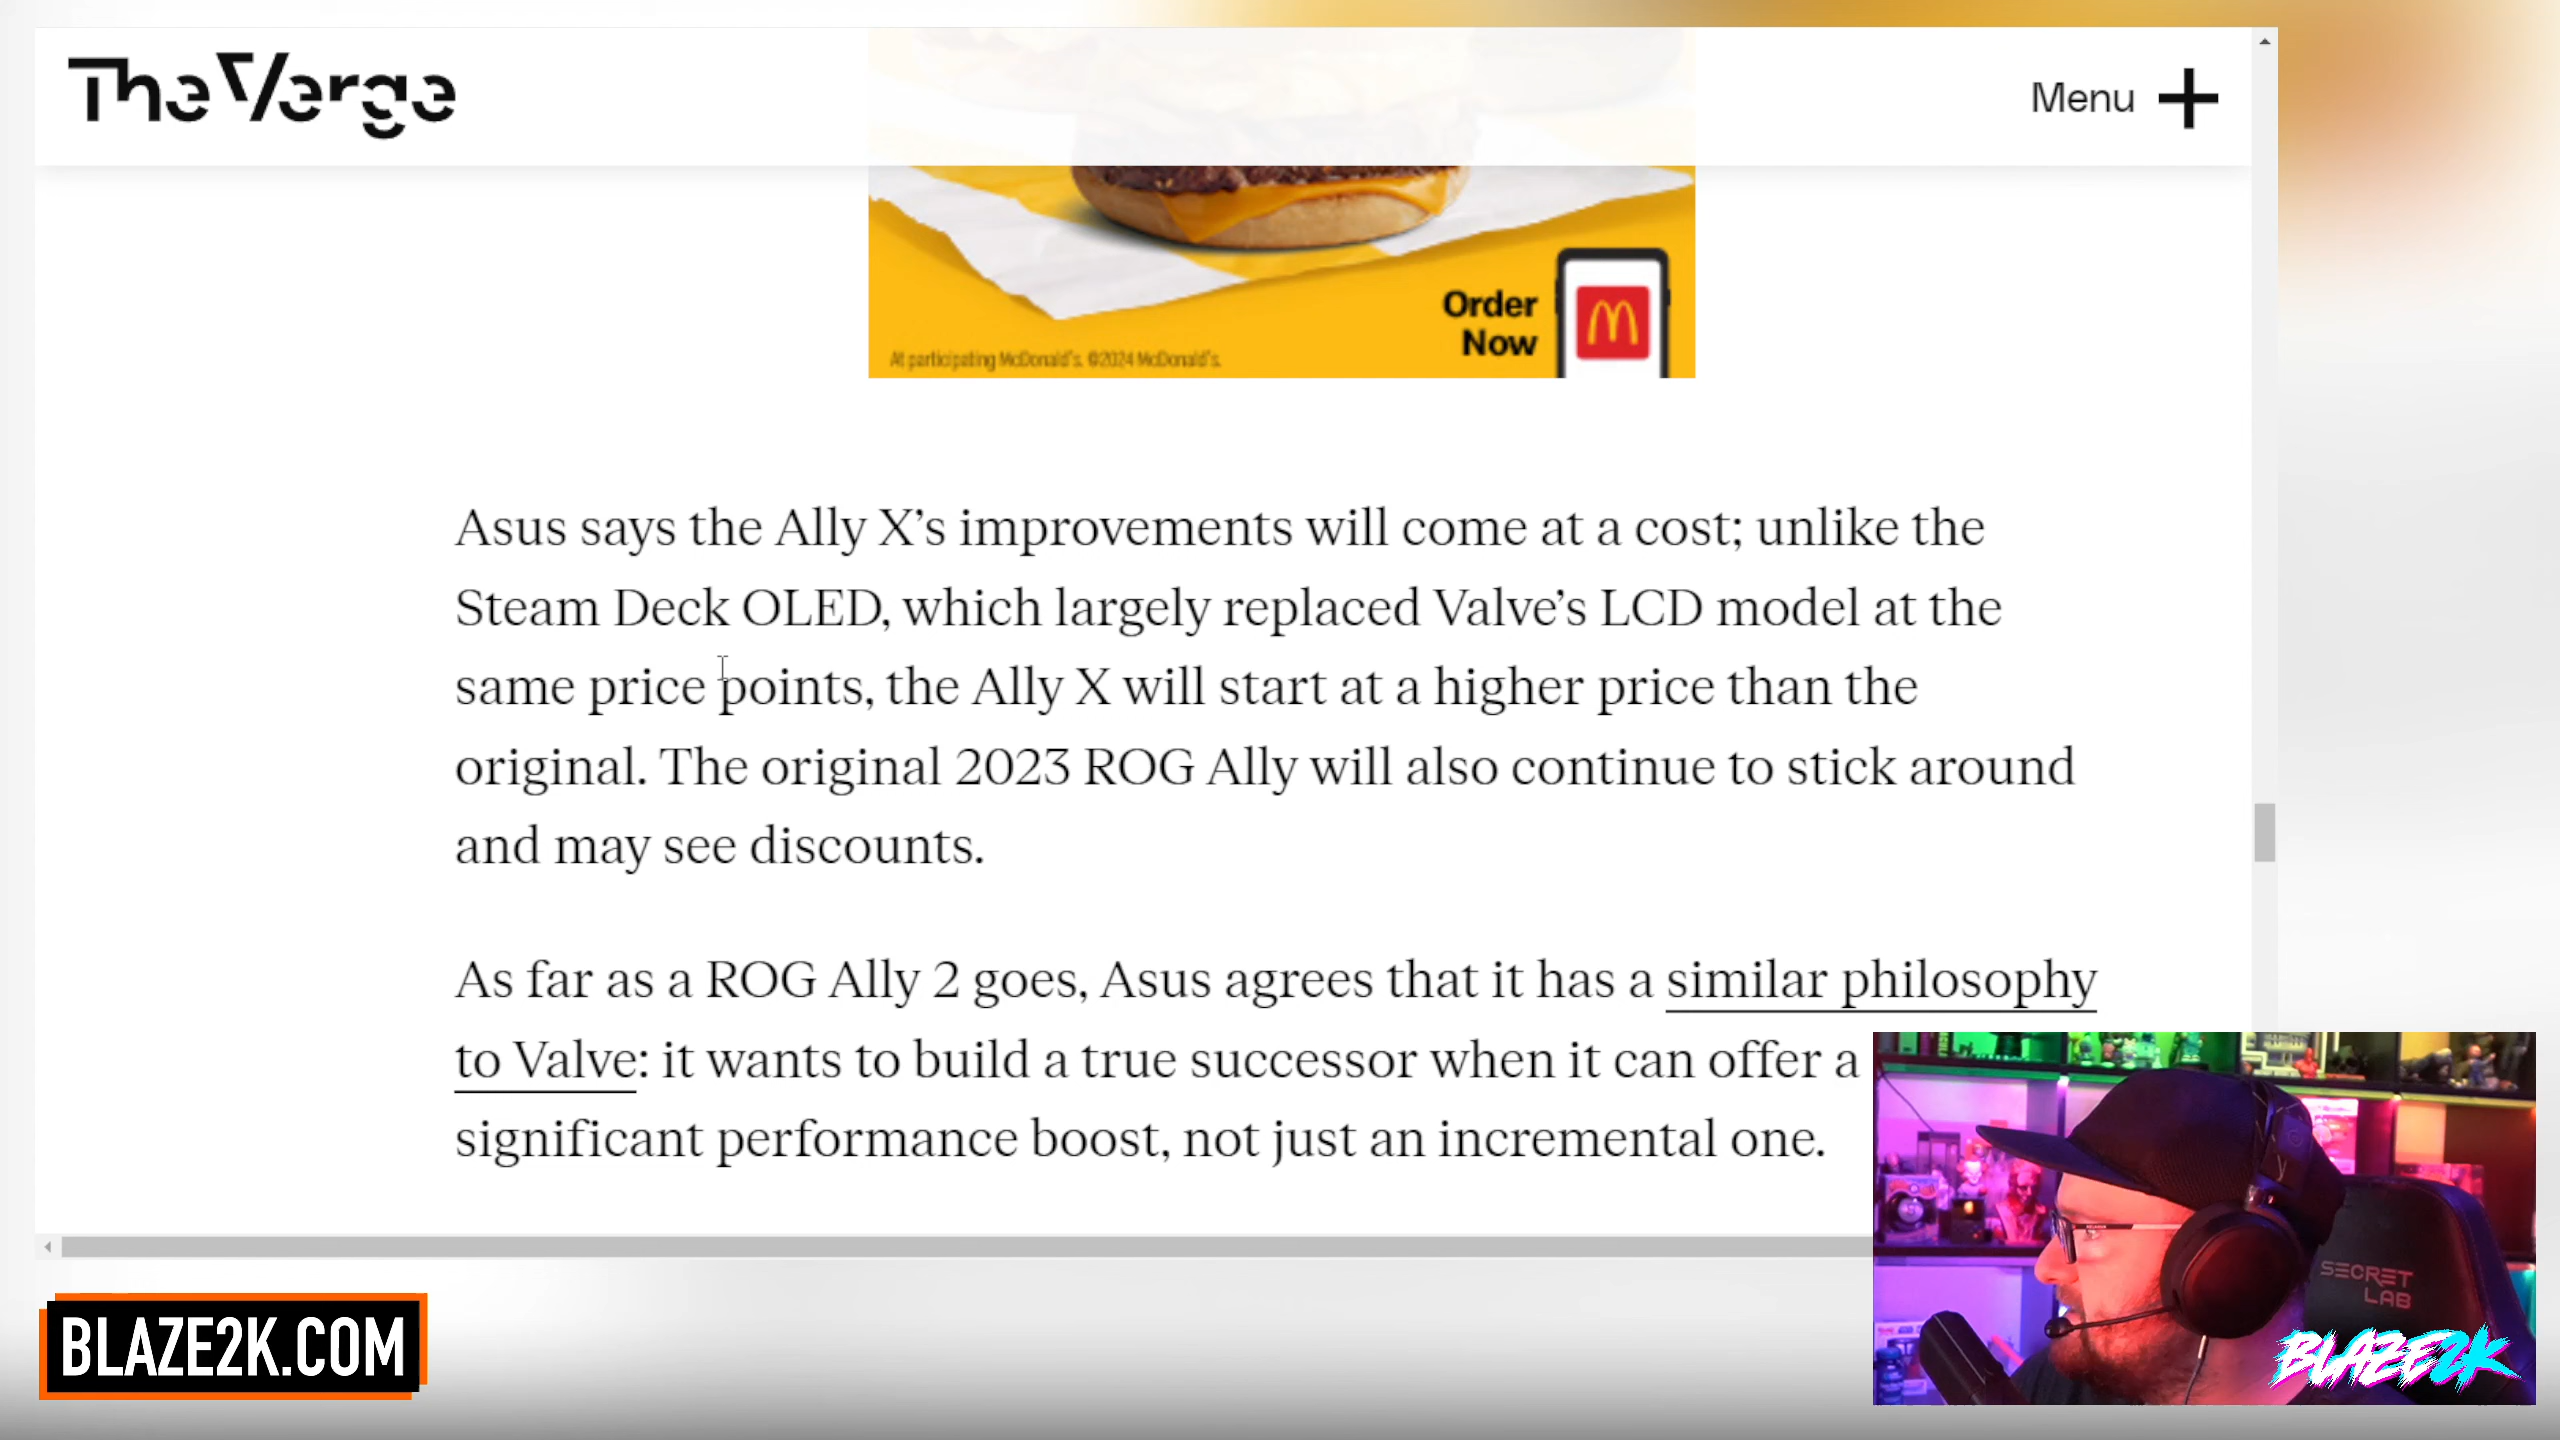 The Verge
Menu
Order
Now
At participating McDonald's. ©2024 McDonald's.
Asus says the Ally X's improvements will come at a cost; unlike the
Steam Deck OLED, which largely replaced Valve's LCD model at the
same price points, the Ally X will start at a higher price than the
original. The original 2023 ROG Ally will also continue to stick around
and may see discounts.
As far as a ROG Ally 2 goes, Asus agrees that it has a similar philosophy
to Valve: it wants to build a true successor when it can offer a
significant performance boost, not just an incremental one.
SECRET
LAB
BLAZE2K
BLAZE2K.COM